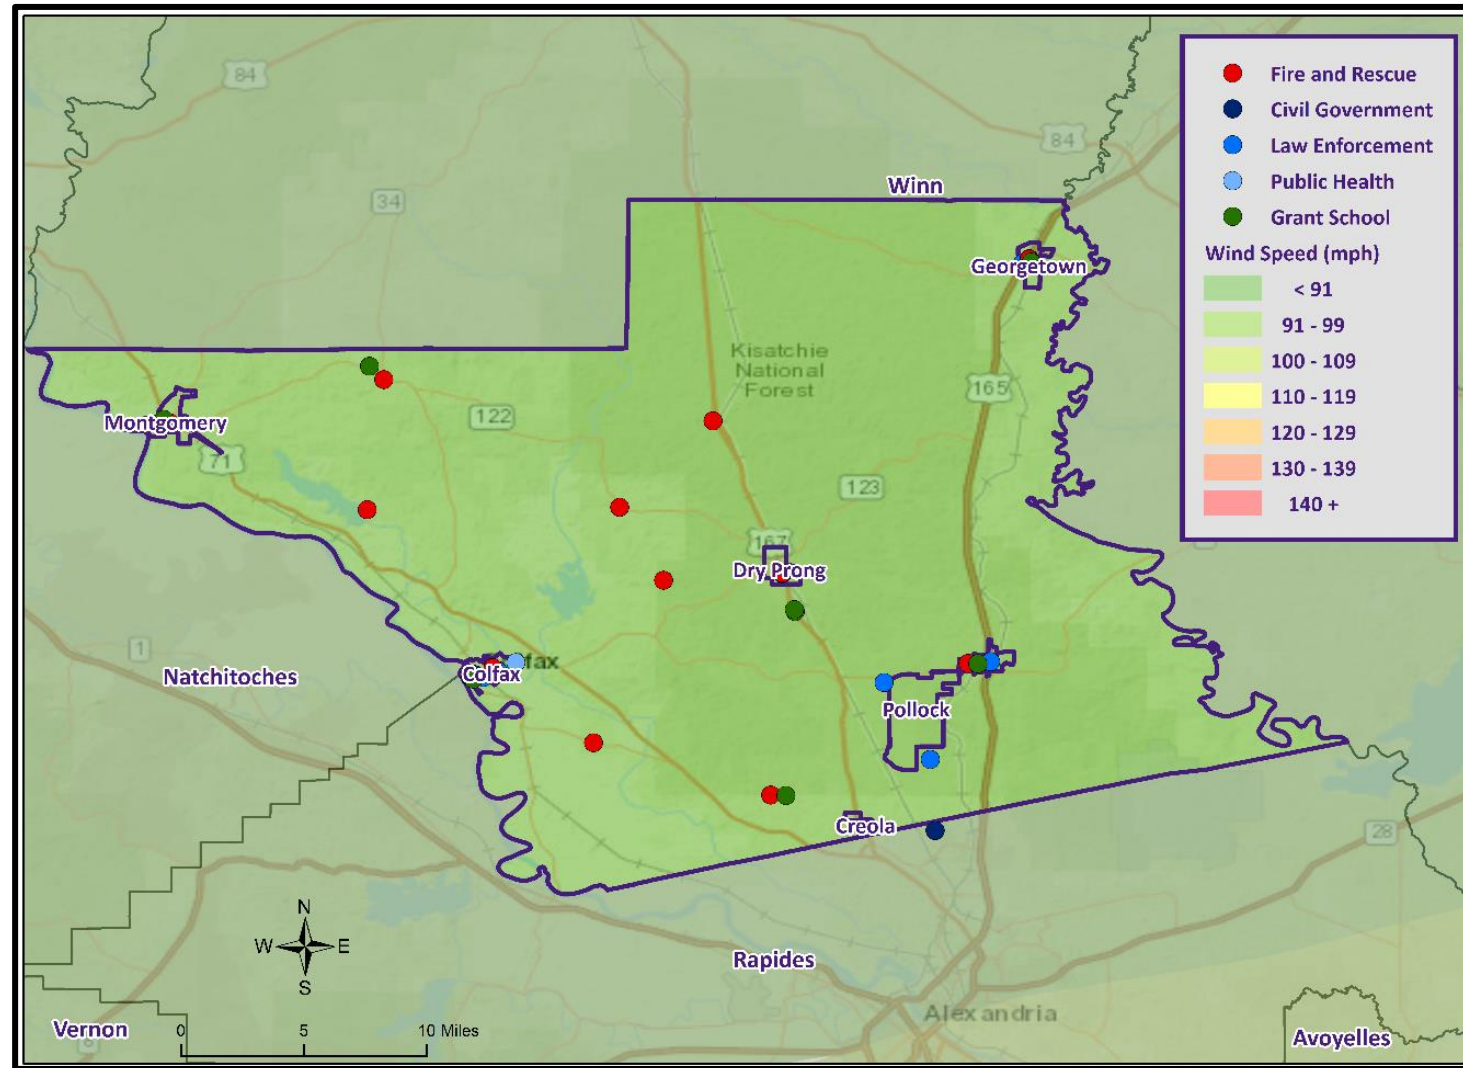 84
Fire and Rescue
Civil Government
84
Law Enforcement
Public Health
Winn
34
Grant School
Wind Speed (mph)
Georgetown
< 91
91 - 99
Kisatchie
National
Forest
100 - 109
165
110 - 119
Montgomery
122
120 - 129
71
130 - 139
123
140 +
167
Dry Prong
1
Natchitoches
Colfax
Pollock
Creola
28
N
W E
S
Rapides
Alexandria
Vernon
0 5 10 Miles
Avoyelles